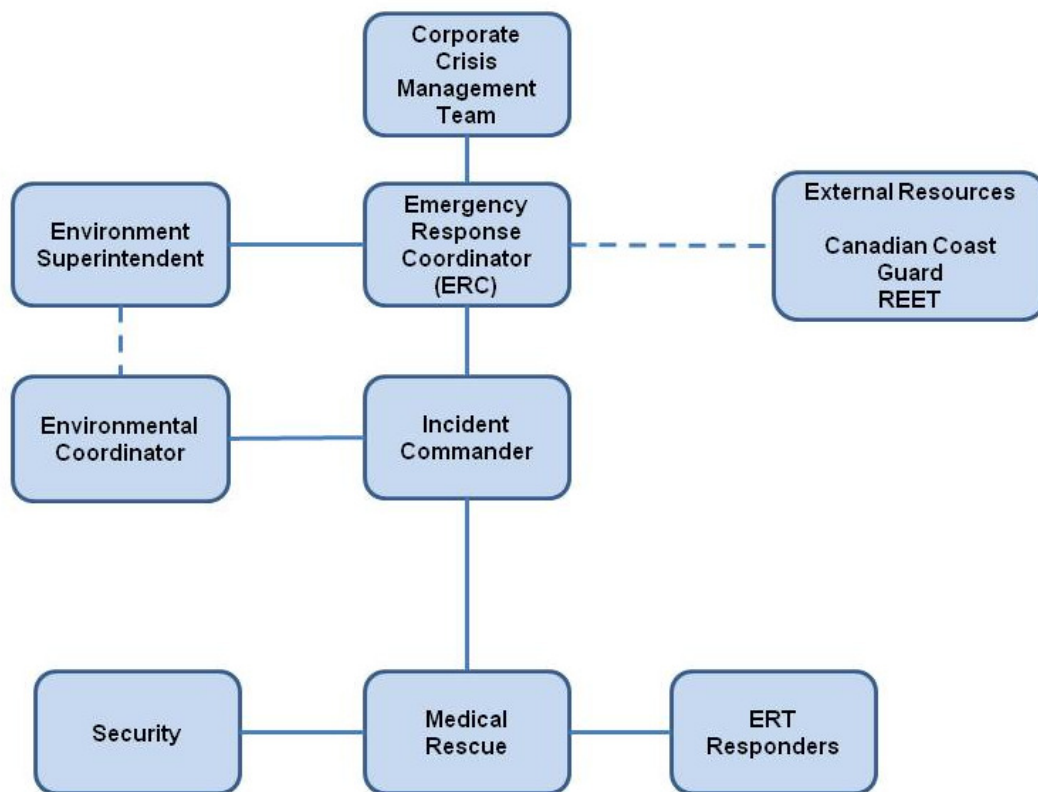 Corporate
Crisis
Management
Team
Environment
Superintendent
Emergency
Response
Coordinator
(ERC)
External Resources
Canadian Coast
Guard
REET
Environmental
Coordinator
Incident
Commander
Security
Medical
Rescue
ERT
Responders